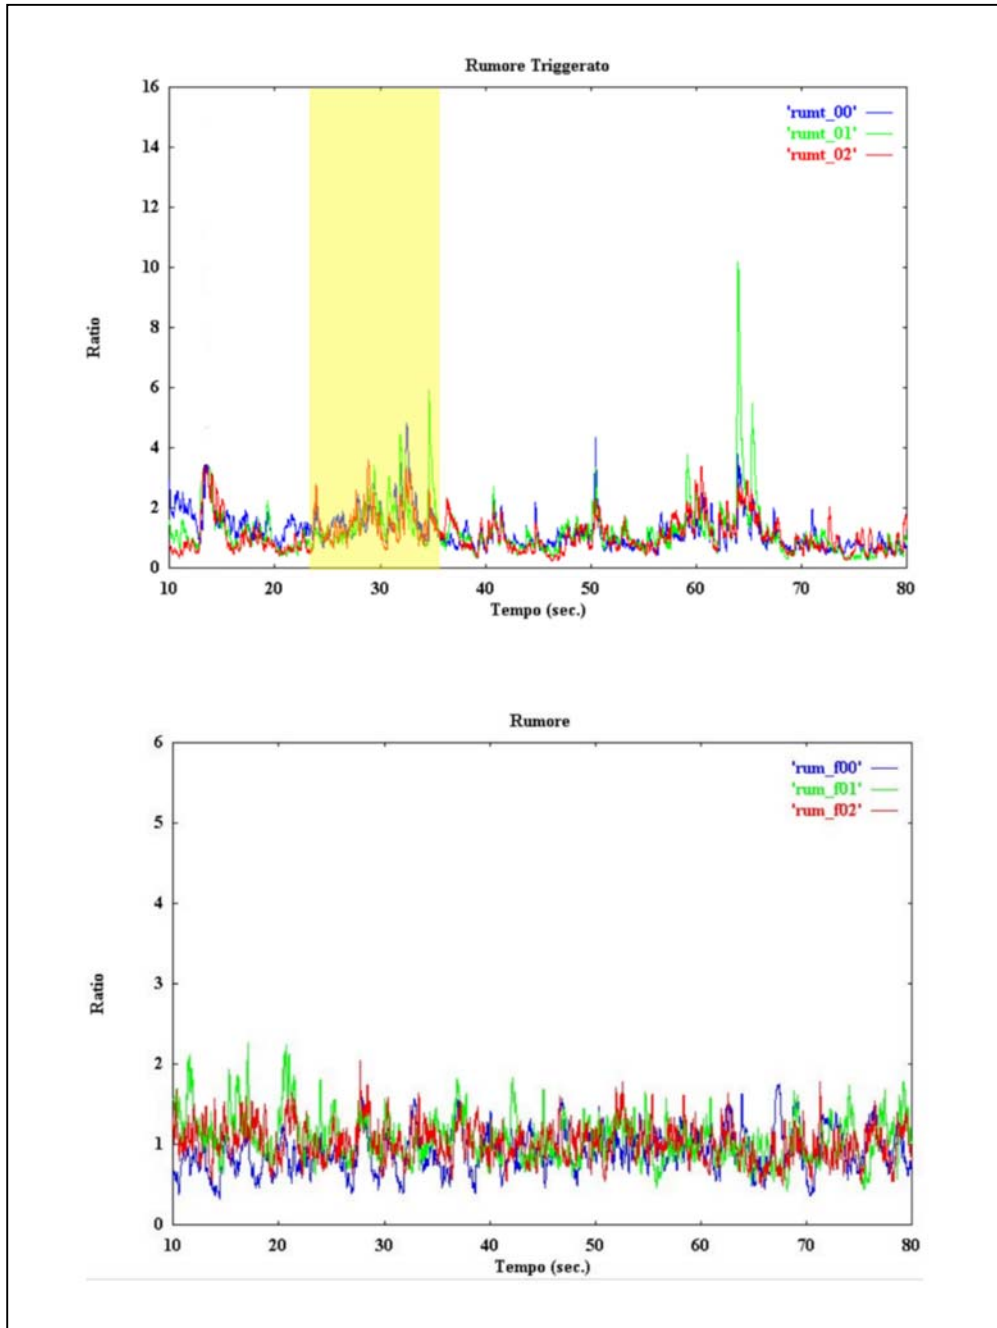 Rumore Triggerato
16
14
12
10
8
6
4
2
0
Ratio
'rumt_00'
'rumt_01'
'rumt_02'
10 20 30 40 50 60 70 80
Tempo (sec.)
Rumore
6
5
4
3
2
1
0
Ratio
'rum_f00'
'rum_f01'
'rum_f02'
10 20 30 40 50 60 70 80
Tempo (sec.)